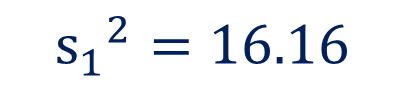 s₁² = 16.16